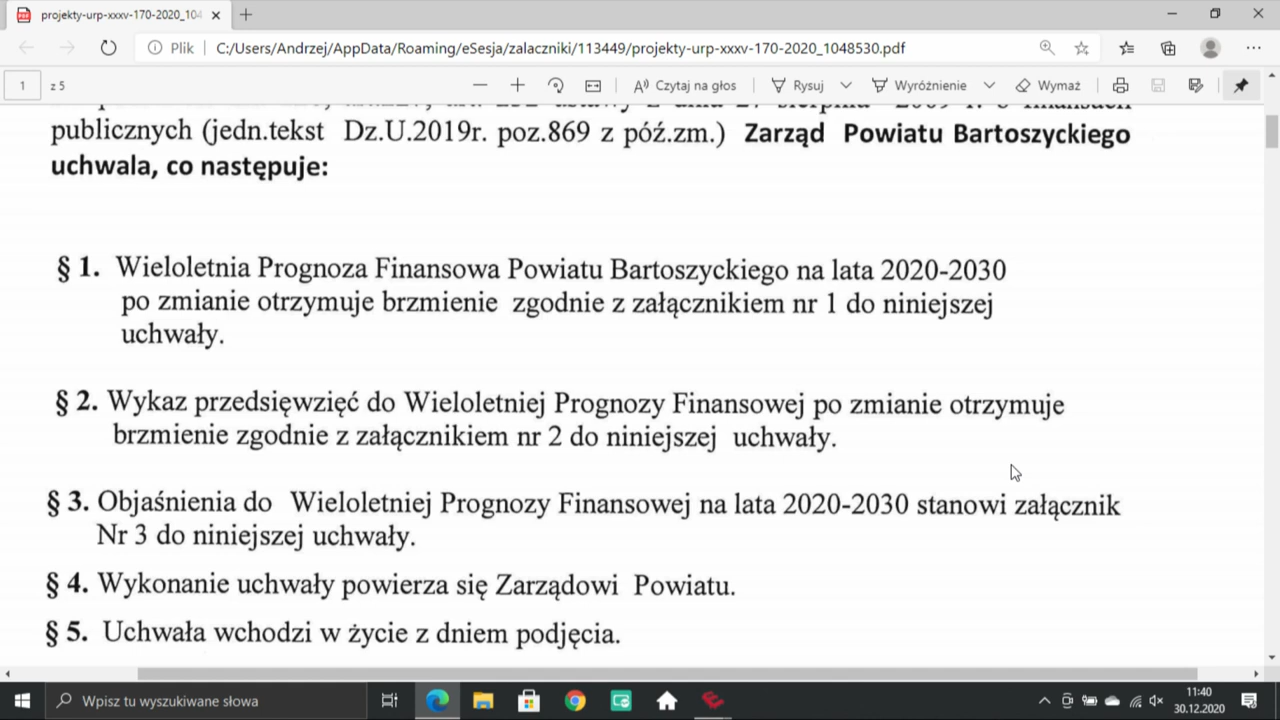 projekty-urp-xxxv-170-2020_104
Plik
C:/Users/Andrzej/AppData/Roaming/eSesja/zalaczniki/113449/projekty-urp-xxxv-170-2020_1048530.pdf
1 z 5
Czytaj na głos
Rysuj
Wyróżnienie
Wymaż
publicznych (jedn.tekst Dz.U.2019r. poz.869 z póź.zm.) Zarząd Powiatu Bartoszyckiego
uchwala, co następuje:
§ 1. Wieloletnia Prognoza Finansowa Powiatu Bartoszyckiego na lata 2020-2030
po zmianie otrzymuje brzmienie zgodnie z załącznikiem nr 1 do niniejszej
uchwały.
§ 2. Wykaz przedsięwzięć do Wieloletniej Prognozy Finansowej po zmianie otrzymuje
brzmienie zgodnie z załącznikiem nr 2 do niniejszej uchwały.
§ 3. Objaśnienia do Wieloletniej Prognozy Finansowej na lata 2020-2030 stanowi załącznik
Nr 3 do niniejszej uchwały.
§ 4. Wykonanie uchwały powierza się Zarządowi Powiatu.
§ 5. Uchwała wchodzi w życie z dniem podjęcia.
Wpisz tu wyszukiwane słowa
11:40
30.12.2020